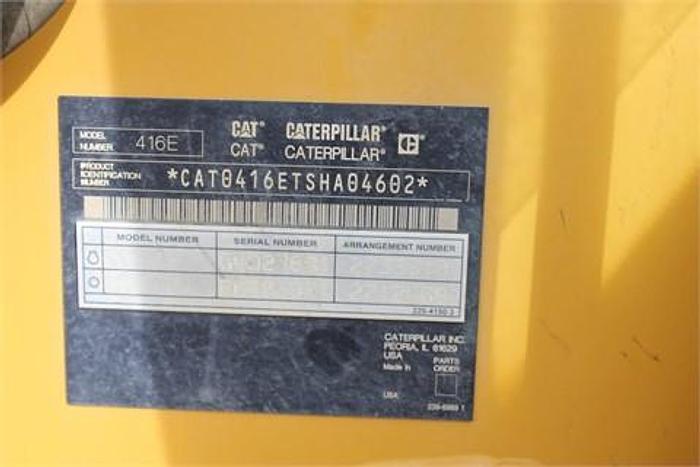 MODEL NUMBER 416E
CAT® CATERPILLAR®
CAT® CATERPILLAR®
PRODUCT IDENTIFICATION NUMBER *CAT0416ETSHA04602*
MODEL NUMBER SERIAL NUMBER ARRANGEMENT NUMBER
CATERPILLAR INC.
PEORIA, IL 61629
USA
Made in PARTS ORDER
USA